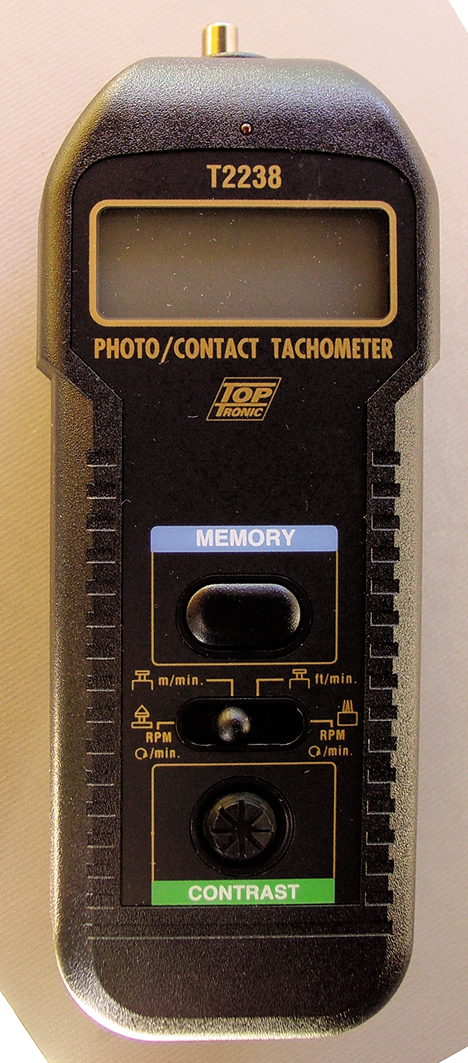 T2238
PHOTO/CONTACT TACHOMETER
TOP
TRONIC
MEMORY
m/min. ft/min.
RPM RPM
/min. /min.
CONTRAST